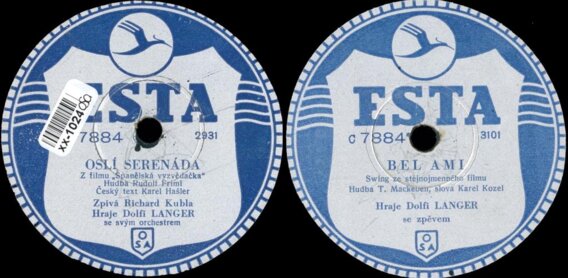 ESTA
xx-1024
7884
2931
OSLÍ SERENÁDA
Z filmu „Španělská vyzvědačka"
Hudba Rudolf Friml
Český text Karel Hašler
Zpívá Richard Kubla
Hraje Dolfi LANGER
se svým orchestrem
OSA
ESTA
C 7884
3101
BEL AMI
Swing ze stejnojmenného filmu
Hudba T. Mackeben, slova Karel Kozel
Hraje Dolfi LANGER
se zpěvem
OSA